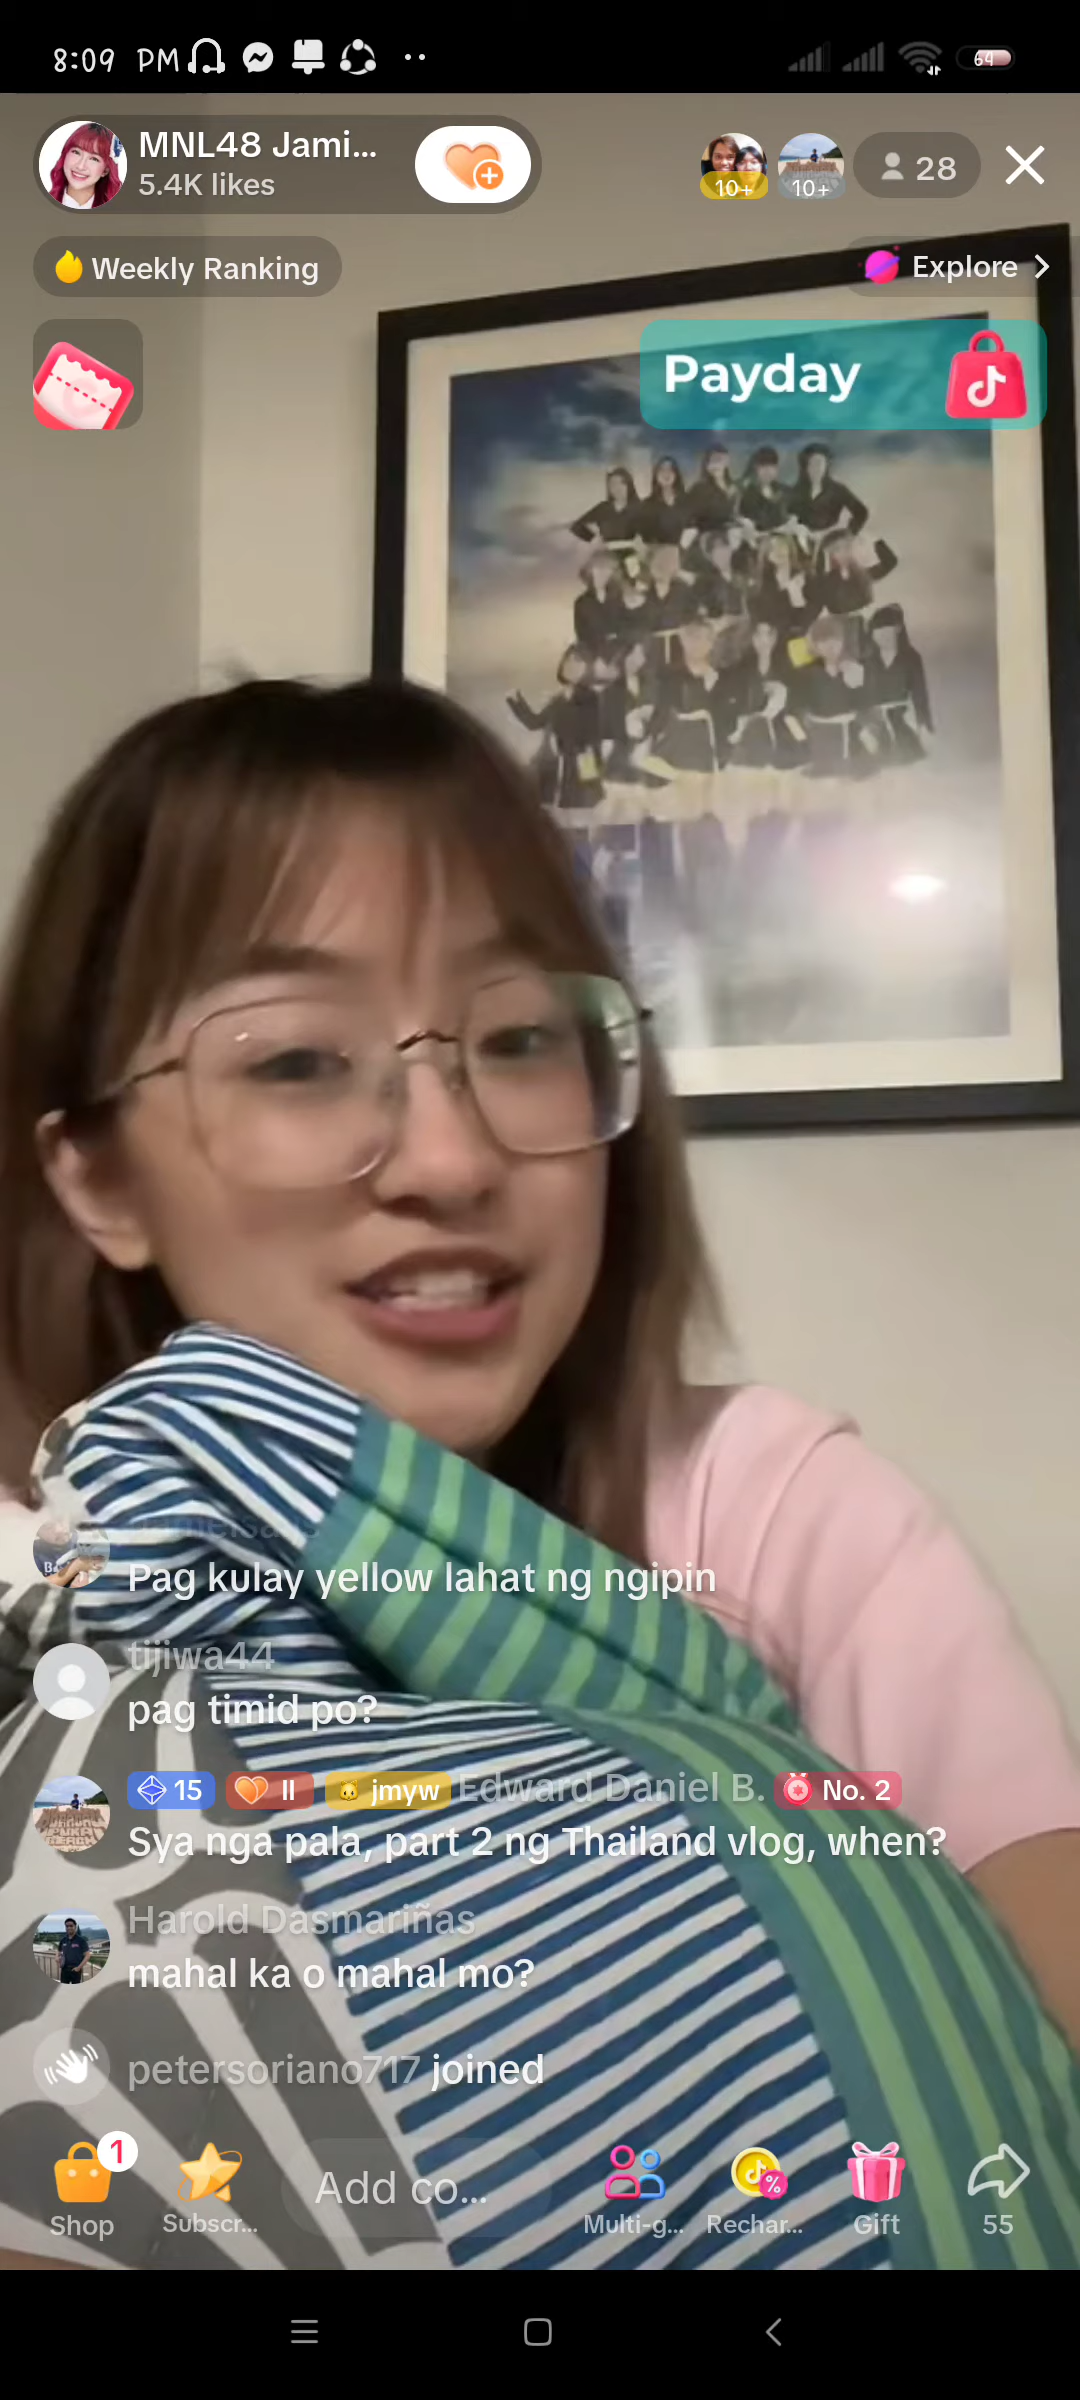 8:09 PM
64
MNL48 Jami...
5.4K likes
10+
10+
28
Weekly Ranking
Explore
Payday
Pag kulay yellow lahat ng ngipin
tijiwa44
pag timid po?
15 II jmyw Edward Daniel B. No. 2
Sya nga pala, part 2 ng Thailand vlog, when?
Harold Dasmariñas
mahal ka o mahal mo?
petersoriano717 joined
1
Shop
Subscr...
Add co...
Multi-g...
Rechar...
Gift
55